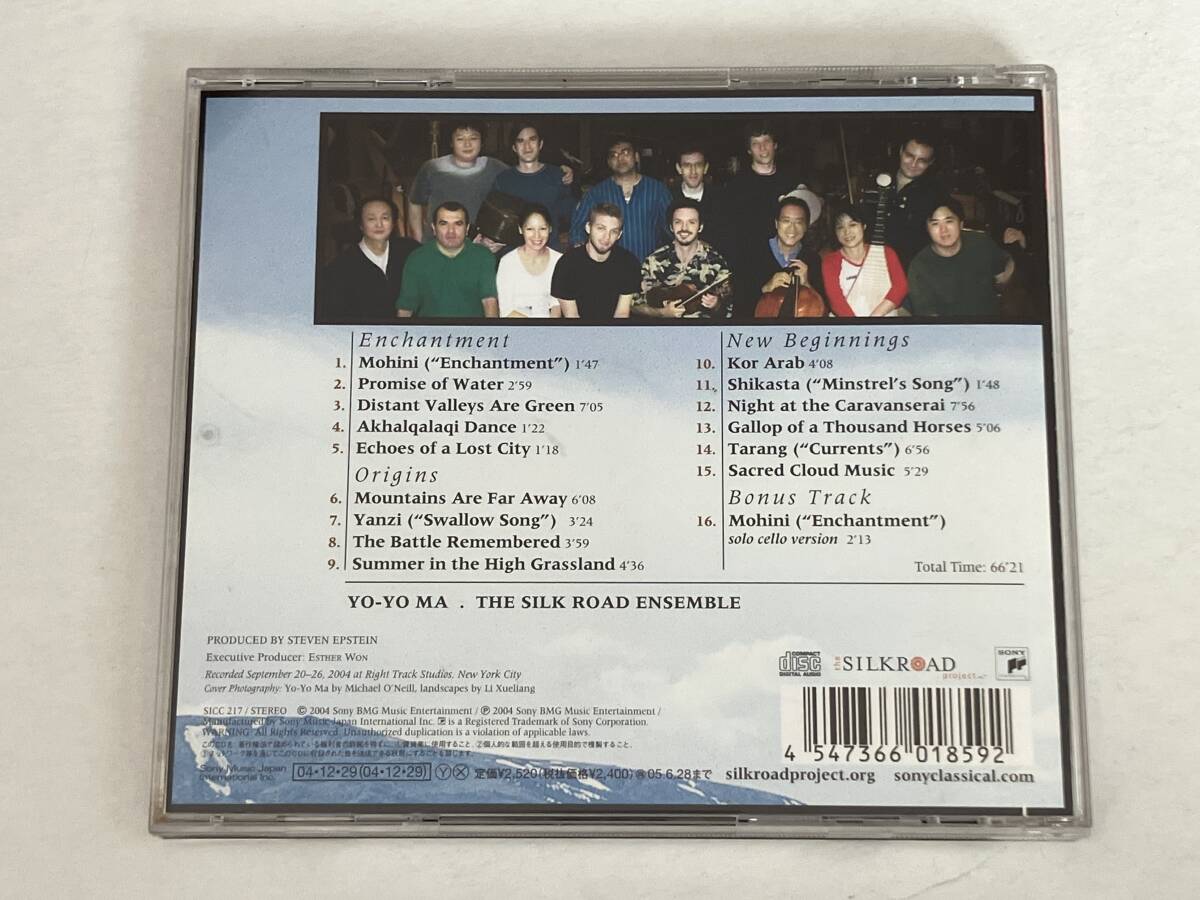 Enchantment
1. Mohini ("Enchantment") 1'47
2. Promise of Water 2'59
3. Distant Valleys Are Green 7'05
4. Akhalqalaqi Dance 1'22
5. Echoes of a Lost City 1'18
Origins
6. Mountains Are Far Away 6'08
7. Yanzi ("Swallow Song") 3'24
8. The Battle Remembered 3'59
9. Summer in the High Grassland 4'36
New Beginnings
10. Kor Arab 4'08
11. Shikasta ("Minstrel's Song") 1'48
12. Night at the Caravanserai 7'56
13. Gallop of a Thousand Horses 5'06
14. Tarang ("Currents") 6'56
15. Sacred Cloud Music 5'29
Bonus Track
16. Mohini ("Enchantment")
solo cello version 2'13
Total Time: 66'21
YO-YO MA . THE SILK ROAD ENSEMBLE
PRODUCED BY STEVEN EPSTEIN
Executive Producer: ESTHER WON
Recorded September 20–26, 2004 at Right Track Studios, New York City
Cover Photography: Yo-Yo Ma by Michael O'Neill, landscapes by Li Xueliang
SICC 217 / STEREO Ⓒ 2004 Sony BMG Music Entertainment / Ⓟ 2004 Sony BMG Music Entertainment /
Manufactured by Sony Music Japan International Inc. is a Registered Trademark of Sony Corporation.
WARNING: All Rights Reserved. Unauthorized duplication is a violation of applicable laws.
Sony Music Japan
International Inc.
04・12・29(04・12・29) Ⓨ Ⓧ 定価¥2,520(税抜価格¥2,400)㊐05.6.28まで
COMPACT
disc
DIGITAL AUDIO
the SILKROAD
project
SONY
4 547366 018592
silkroadproject.org sonyclassical.com